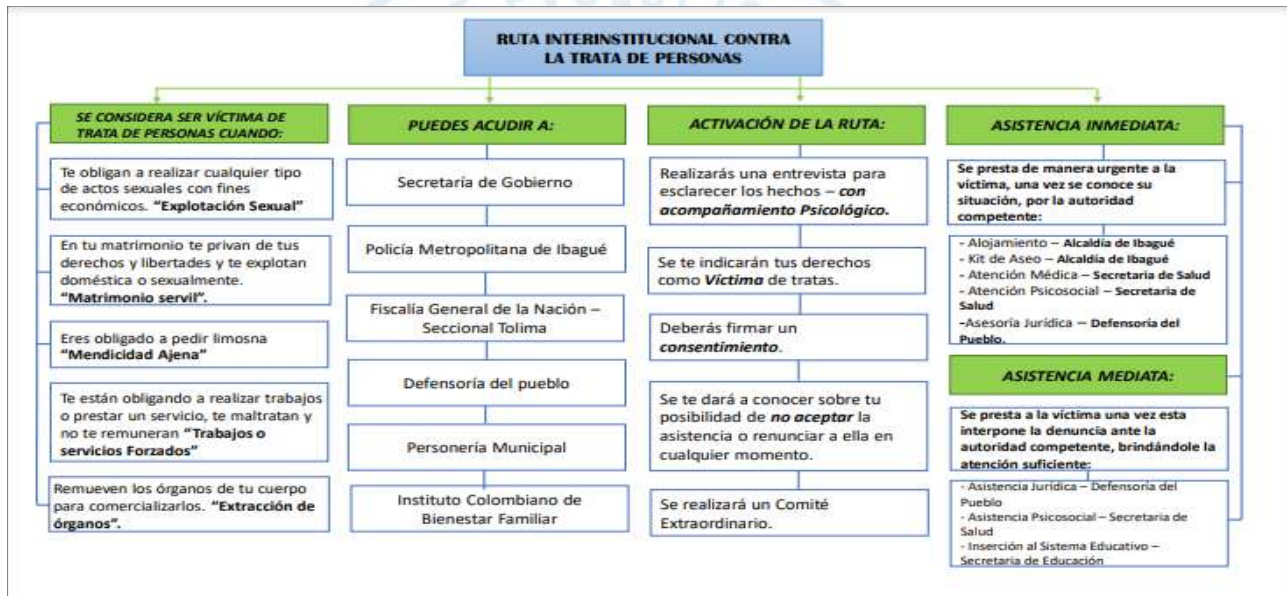 RUTA INTERINSTITUCIONAL CONTRA
LA TRATA DE PERSONAS
SE CONSIDERA SER VÍCTIMA DE
TRATA DE PERSONAS CUANDO:
Te obligan a realizar cualquier tipo
de actos sexuales con fines
económicos. “Explotación Sexual”
En tu matrimonio te privan de tus
derechos y libertades y te explotan
doméstica o sexualmente.
“Matrimonio servil”.
Eres obligado a pedir limosna
“Mendicidad Ajena”
Te están obligando a realizar trabajos
o prestar un servicio, te maltratan y
no te remuneran “Trabajos o
servicios Forzados”
Remueven los órganos de tu cuerpo
para comercializarlos. “Extracción de
órganos”.
PUEDES ACUDIR A:
Secretaría de Gobierno
Policía Metropolitana de Ibagué
Fiscalía General de la Nación –
Seccional Tolima
Defensoría del pueblo
Personería Municipal
Instituto Colombiano de
Bienestar Familiar
ACTIVACIÓN DE LA RUTA:
Realizarás una entrevista para
esclarecer los hechos – con
acompañamiento Psicológico.
Se te indicarán tus derechos
como Víctima de tratas.
Deberás firmar un
consentimiento.
Se te dará a conocer sobre tu
posibilidad de no aceptar la
asistencia o renunciar a ella en
cualquier momento.
Se realizará un Comité
Extraordinario.
ASISTENCIA INMEDIATA:
Se presta de manera urgente a la
víctima, una vez se conoce su
situación, por la autoridad
competente:
- Alojamiento – Alcaldía de Ibagué
- Kit de Aseo – Alcaldía de Ibagué
- Atención Médica – Secretaria de Salud
- Atención Psicosocial – Secretaria de
Salud
-Asesoría Jurídica – Defensoría del
Pueblo.
ASISTENCIA MEDIATA:
Se presta a la víctima una vez esta
interpone la denuncia ante la
autoridad competente, brindándole la
atención suficiente:
- Asistencia Jurídica – Defensoría del
Pueblo
- Asistencia Psicosocial – Secretaria de
Salud
- Inserción al Sistema Educativo –
Secretaria de Educación